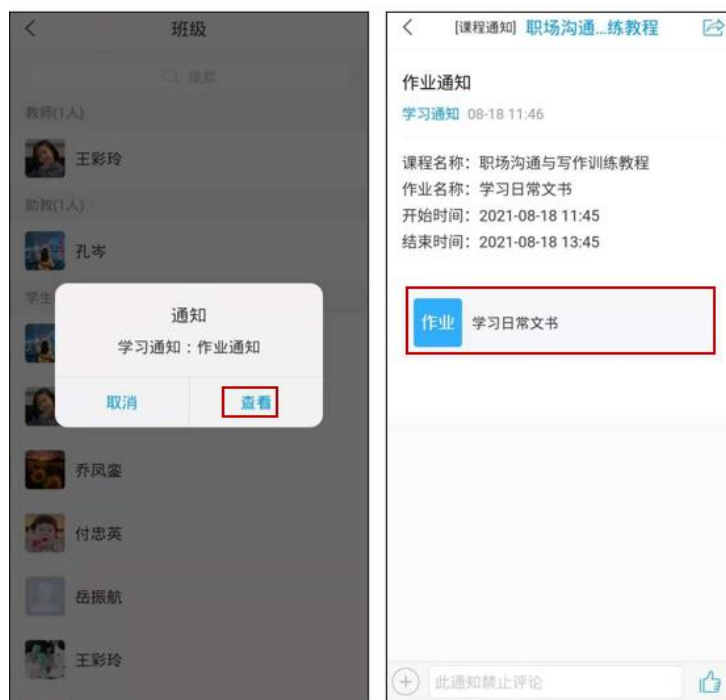 班级
搜索
教师(1人)
王彩玲
助教(1人)
孔岑
学生
通知
学习通知：作业通知
取消
查看
乔凤銮
付忠英
岳振航
王彩玲
[课程通知] 职场沟通...练教程
作业通知
学习通知 08-18 11:46
课程名称：职场沟通与写作训练教程
作业名称：学习日常文书
开始时间：2021-08-18 11:45
结束时间：2021-08-18 13:45
作业 学习日常文书
此通知禁止评论